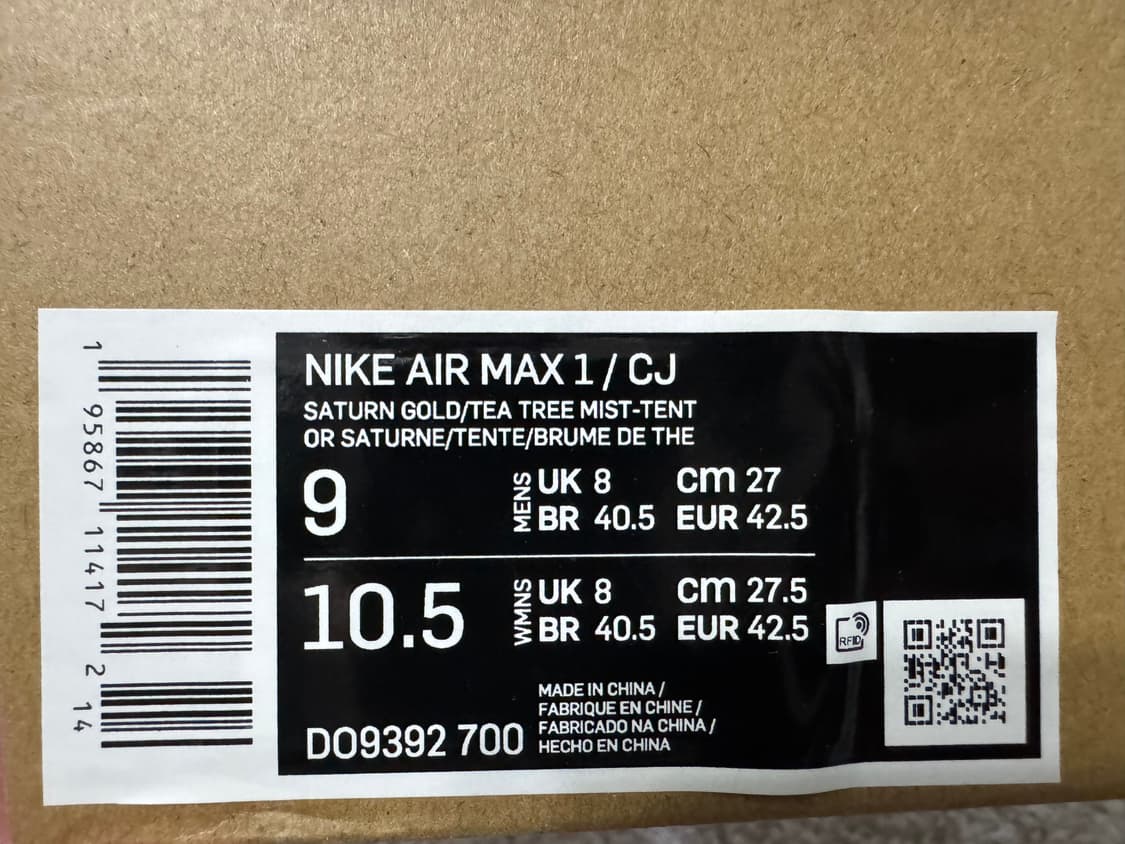 1 95867 11417 2 14
NIKE AIR MAX 1 / CJ
SATURN GOLD/TEA TREE MIST-TENT
OR SATURNE/TENTE/BRUME DE THE
9
MENS
UK 8 cm 27
BR 40.5 EUR 42.5
10.5
WMNS
UK 8 cm 27.5
BR 40.5 EUR 42.5
RFID
DO9392 700
MADE IN CHINA /
FABRIQUE EN CHINE /
FABRICADO NA CHINA /
HECHO EN CHINA